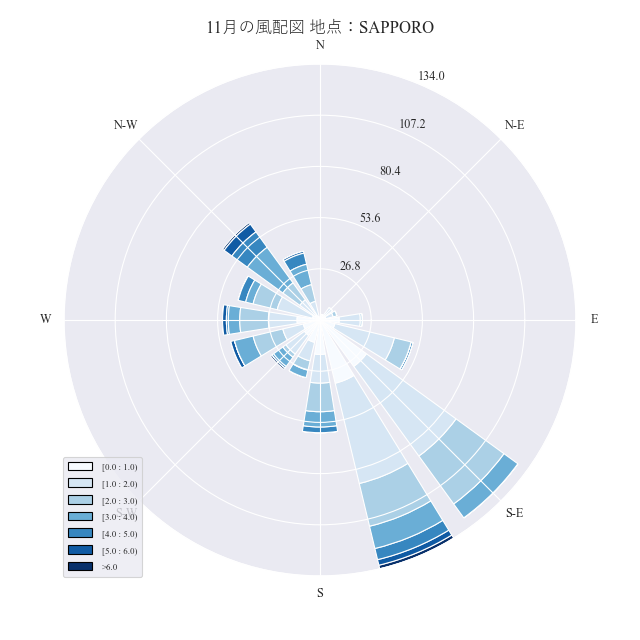 11月の風配図 地点：SAPPORO
N
134.0
N-W
N-E
107.2
80.4
53.6
26.8
W
E
[0.0 : 1.0)
[1.0 : 2.0)
[2.0 : 3.0)
[3.0 : 4.0)
[4.0 : 5.0)
[5.0 : 6.0)
>6.0
S-W
S-E
S